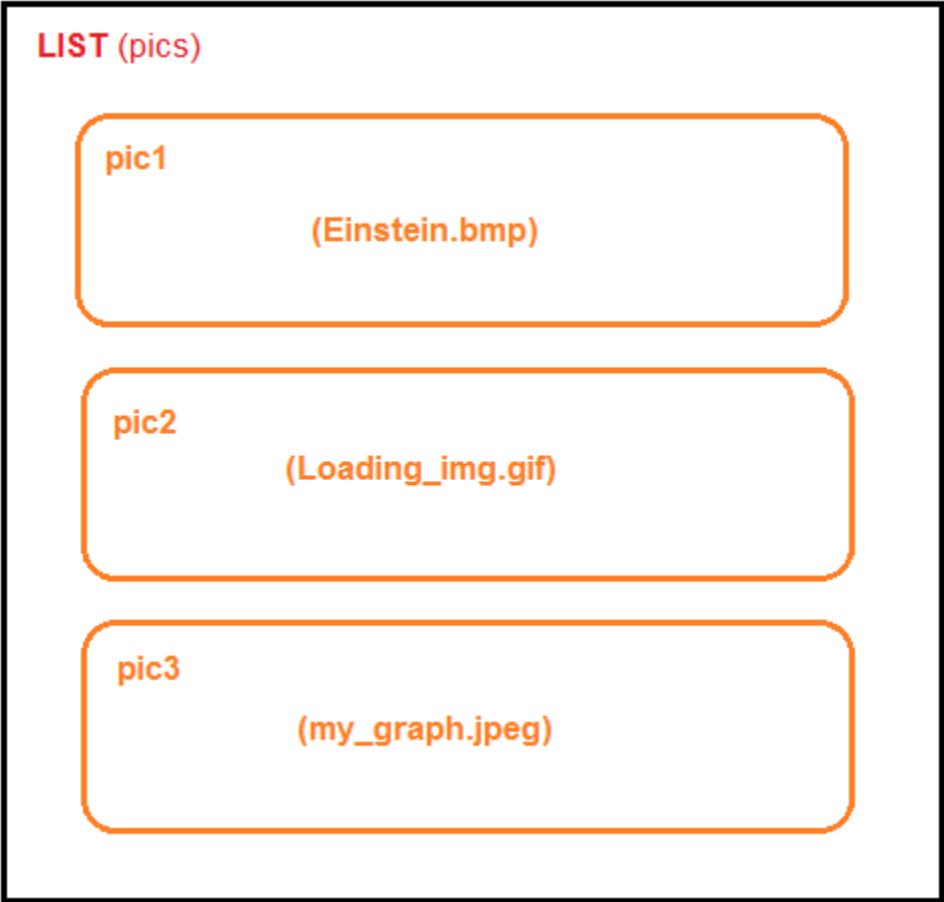 LIST (pics)
pic1
(Einstein.bmp)
pic2
(Loading_img.gif)
pic3
(my_graph.jpeg)